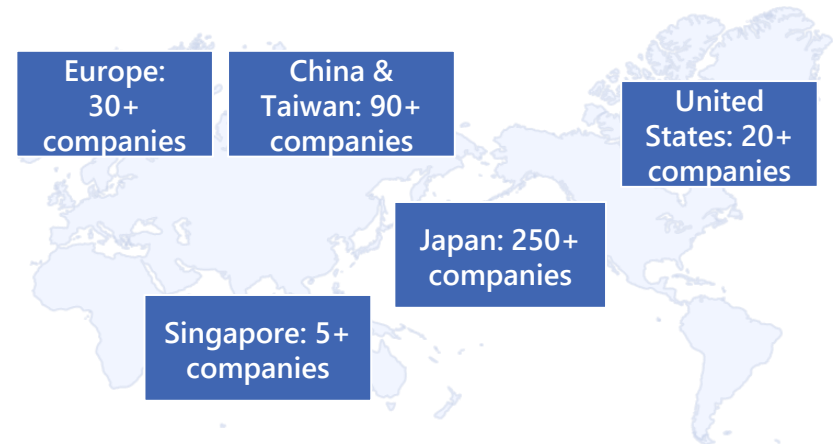 Europe:
30+
companies
China &
Taiwan: 90+
companies
United
States: 20+
companies
Japan: 250+
companies
Singapore: 5+
companies